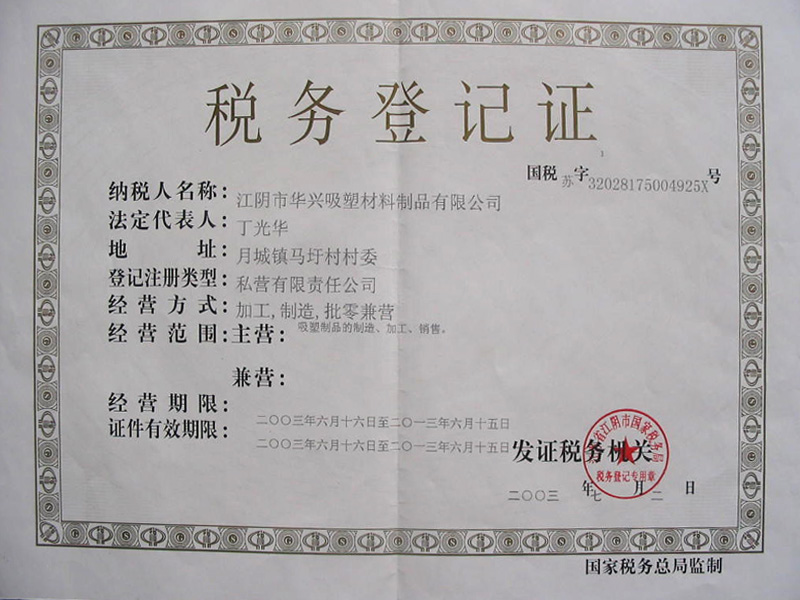 税务登记证
国税苏字32028175004925X号
纳税人名称：江阴市华兴吸塑材料制品有限公司
法定代表人：丁光华
地址：月城镇马圩村村委
登记注册类型：私营有限责任公司
经营方式：加工,制造,批零兼营
经营范围：主营：吸塑制品的制造、加工、销售。
兼营：
经营期限：二〇〇三年六月十六日至二〇一三年六月十五日
证件有效期限：二〇〇三年六月十六日至二〇一三年六月十五日
发证税务机关
省江阴市国家税务局
税务登记专用章
二〇〇三年七月二日
国家税务总局监制